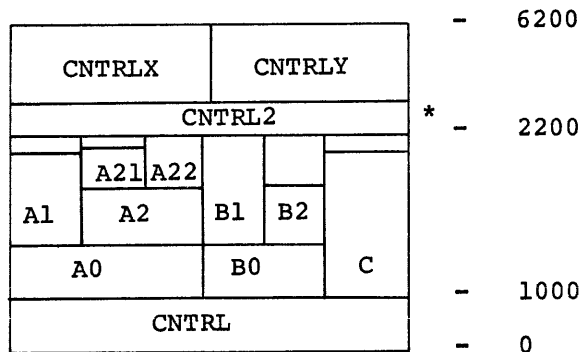 6200
CNTRLX CNTRLY
CNTRL2 *
2200
A21 A22
A1 A2 B1 B2
A0 B0 C
1000
CNTRL
0